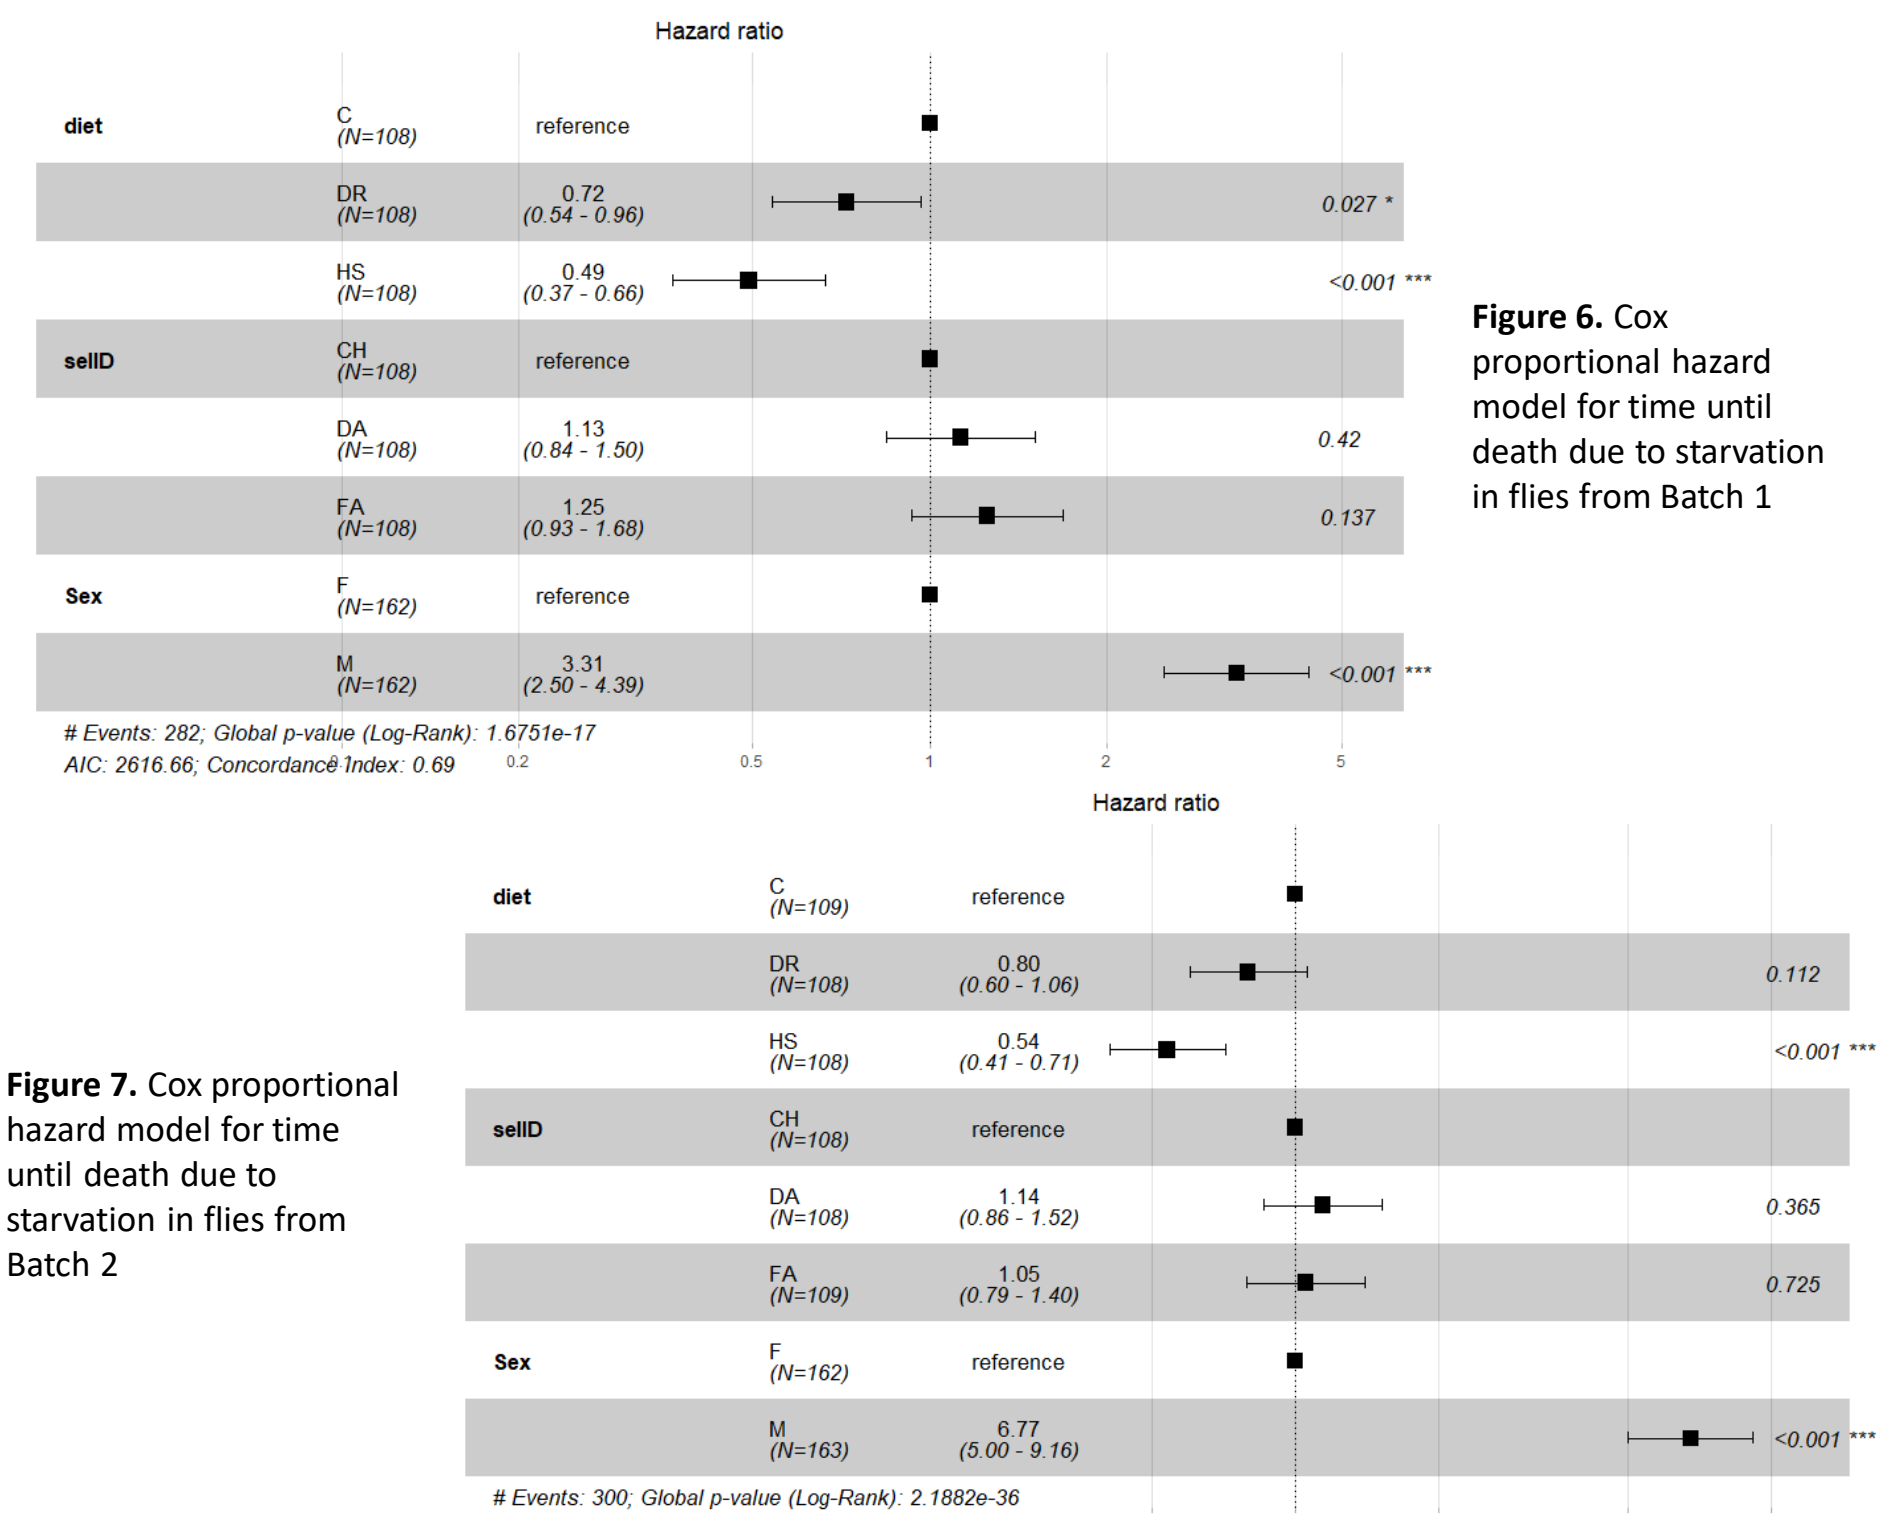 Hazard ratio
diet C (N=108) reference
DR (N=108) 0.72 (0.54 - 0.96) 0.027 *
HS (N=108) 0.49 (0.37 - 0.66) <0.001 ***
selID CH (N=108) reference
DA (N=108) 1.13 (0.84 - 1.50) 0.42
FA (N=108) 1.25 (0.93 - 1.68) 0.137
Sex F (N=162) reference
M (N=162) 3.31 (2.50 - 4.39) <0.001 ***
# Events: 282; Global p-value (Log-Rank): 1.6751e-17
AIC: 2616.66; Concordance Index: 0.69
0.1 0.2 0.5 1 2 5
Figure 6. Cox
proportional hazard
model for time until
death due to starvation
in flies from Batch 1
Hazard ratio
diet C (N=109) reference
DR (N=108) 0.80 (0.60 - 1.06) 0.112
HS (N=108) 0.54 (0.41 - 0.71) <0.001 ***
selID CH (N=108) reference
DA (N=108) 1.14 (0.86 - 1.52) 0.365
FA (N=109) 1.05 (0.79 - 1.40) 0.725
Sex F (N=162) reference
M (N=163) 6.77 (5.00 - 9.16) <0.001 ***
# Events: 300; Global p-value (Log-Rank): 2.1882e-36
Figure 7. Cox proportional
hazard model for time
until death due to
starvation in flies from
Batch 2